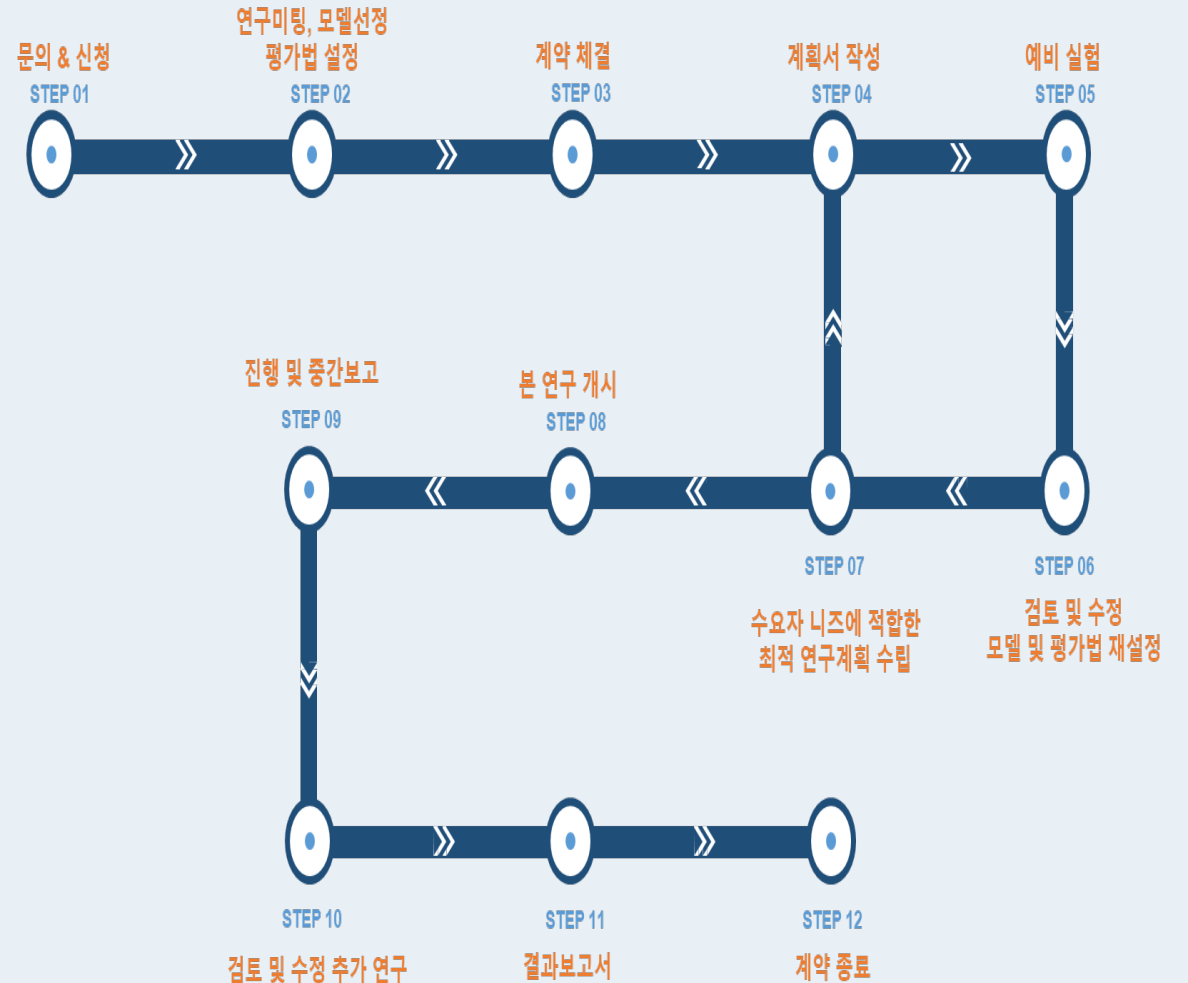 문의 & 신청
STEP 01
연구미팅, 모델선정
평가법 설정
STEP 02
계약 체결
STEP 03
계획서 작성
STEP 04
예비 실험
STEP 05
STEP 06
검토 및 수정
모델 및 평가법 재설정
STEP 07
수요자 니즈에 적합한
최적 연구계획 수립
본 연구 개시
STEP 08
진행 및 중간보고
STEP 09
STEP 10
검토 및 수정 추가 연구
STEP 11
결과보고서
STEP 12
계약 종료